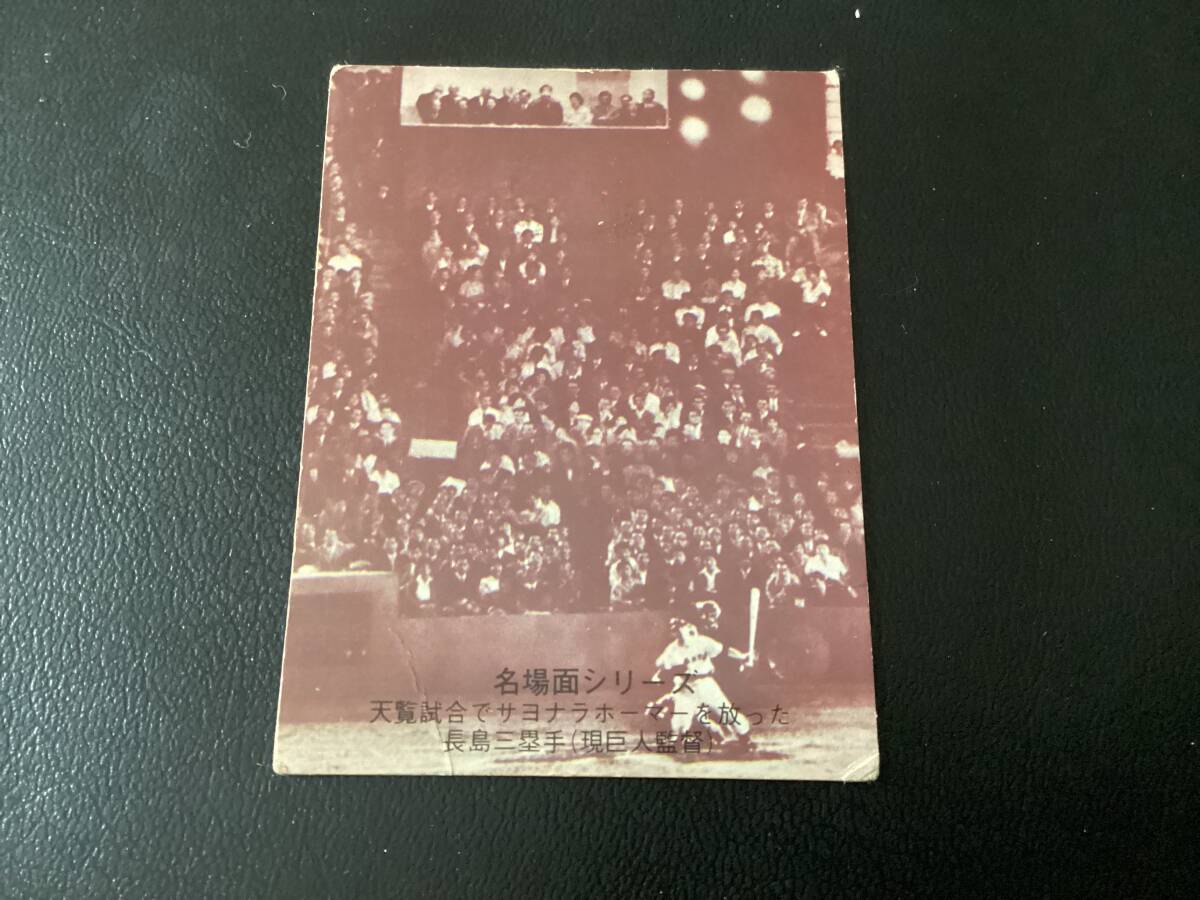 名場面シリーズ
天覧試合でサヨナラホーマーを放った
長島三塁手(現巨人監督)